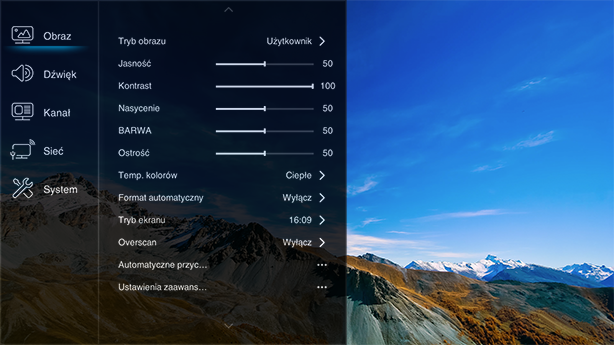 Obraz
Dźwięk
Kanał
Sieć
System
Tryb obrazu Użytkownik
Jasność 50
Kontrast 100
Nasycenie 50
BARWA 50
Ostrość 50
Temp. kolorów Ciepłe
Format automatyczny Wyłącz
Tryb ekranu 16:09
Overscan Wyłącz
Automatyczne przyc...
Ustawienia zaawans...